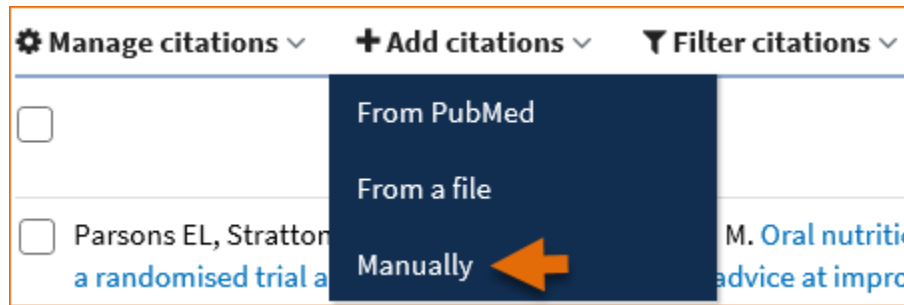 Manage citations + Add citations Filter citations
From PubMed
From a file
Parsons EL, Stratton M. Oral nutriti
Manually
a randomised trial a advice at impro